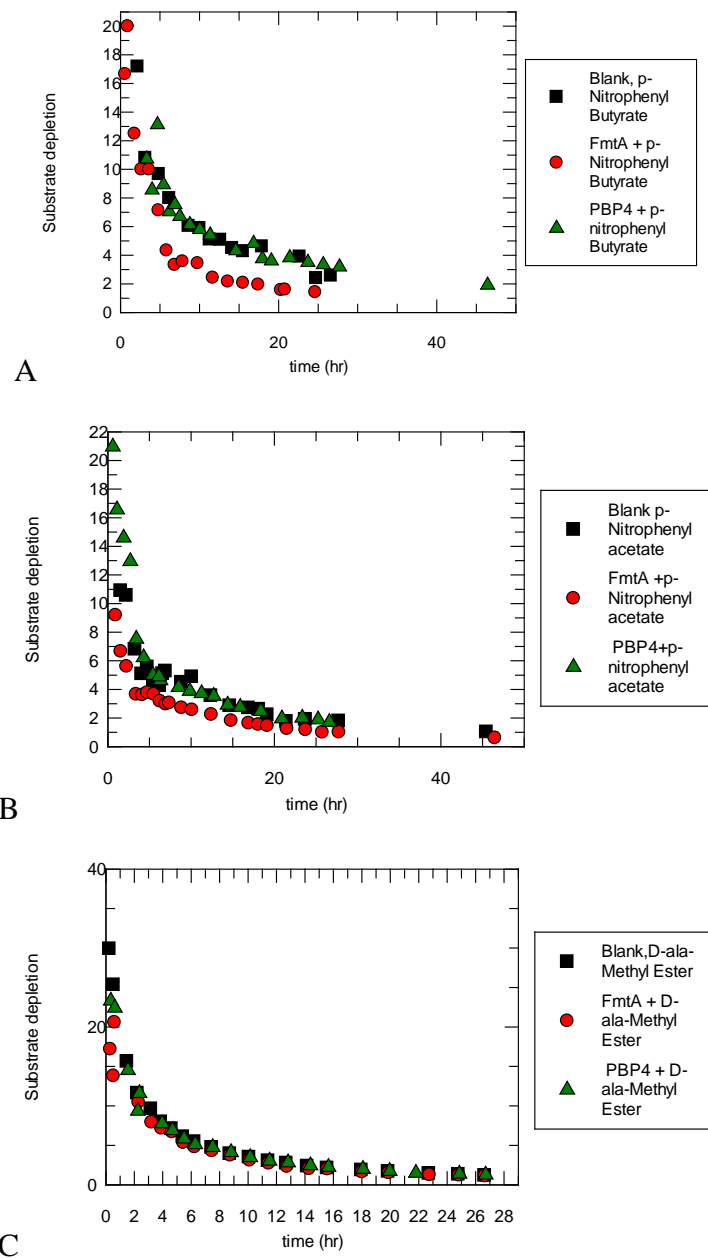 20
18
16
14
12
10
8
6
4
2
0
Substrate depletion
0
20
40
time (hr)
Blank, p-
Nitrophenyl
Butyrate
FmtA + p-
Nitrophenyl
Butyrate
PBP4 + p-
nitrophenyl
Butyrate
A
22
20
18
16
14
12
10
8
6
4
2
0
Substrate depletion
0
20
40
time (hr)
Blank p-
Nitrophenyl
acetate
FmtA +p-
Nitrophenyl
acetate
PBP4+p-
nitrophenyl
acetate
B
40
20
0
Substrate depletion
0 2 4 6 8 10 12 14 16 18 20 22 24 26 28
time (hr)
Blank,D-ala-
Methyl Ester
FmtA + D-
ala-Methyl
Ester
PBP4 + D-
ala-Methyl
Ester
C